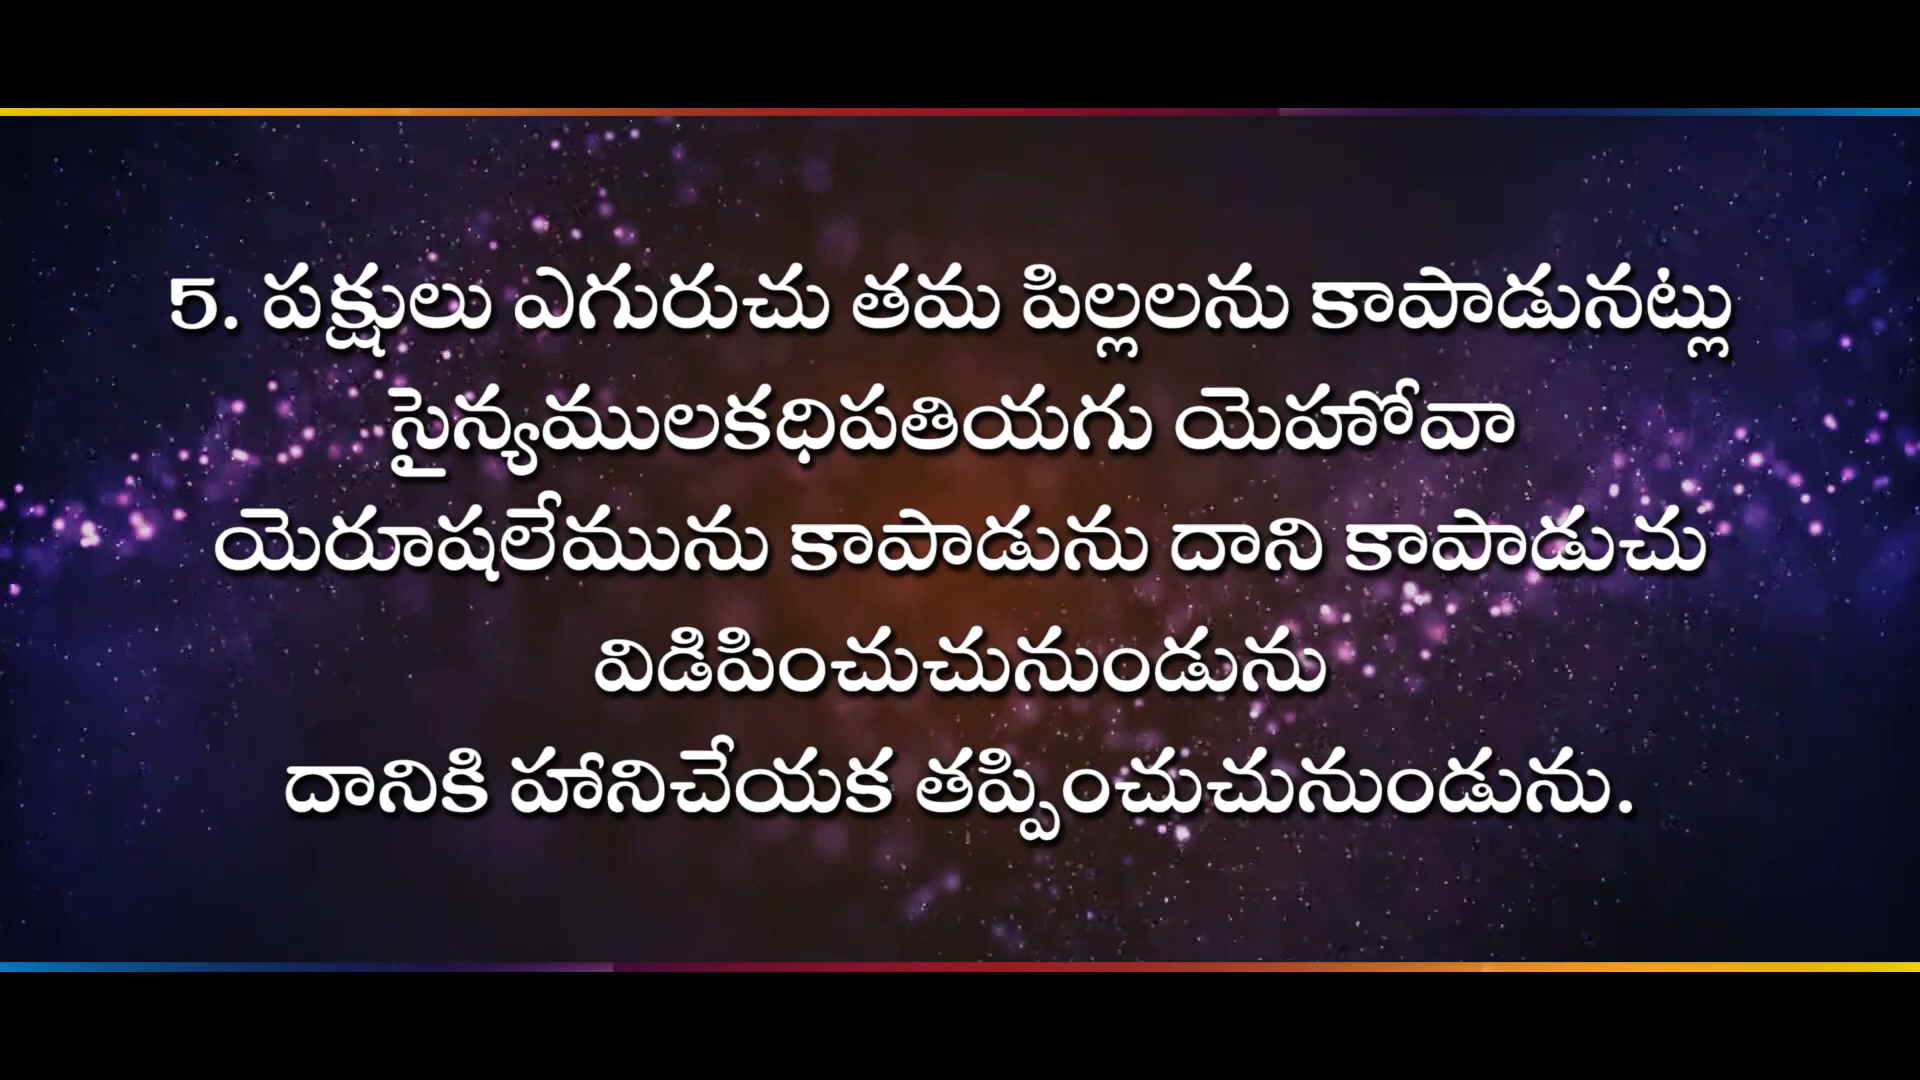 5. పక్షులు ఎగురుచు తమ పిల్లలను కాపాడునట్లు
సైన్యములకధిపతియగు యెహోవా
యెరూషలేమును కాపాడును దాని కాపాడుచు
విడిపించుచునుండును
దానికి హానిచేయక తప్పించుచునుండును.